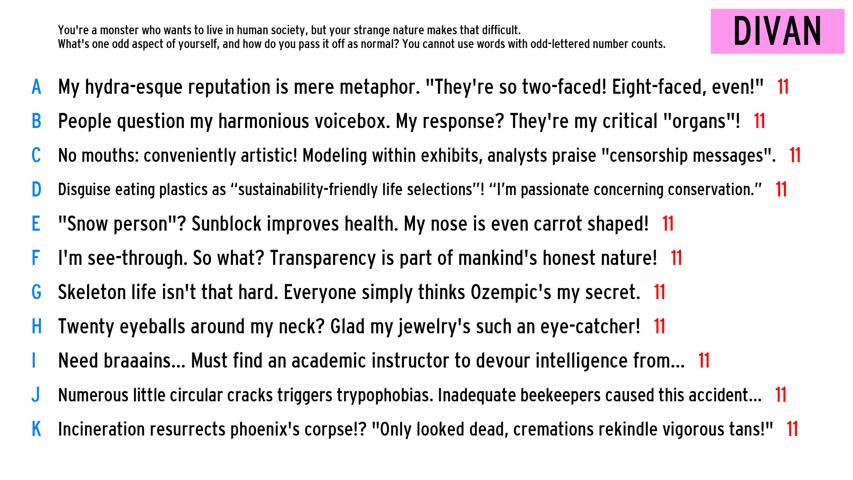 You're a monster who wants to live in human society, but your strange nature makes that difficult.
What's one odd aspect of yourself, and how do you pass it off as normal? You cannot use words with odd-lettered number counts.
DIVAN
A My hydra-esque reputation is mere metaphor. "They're so two-faced! Eight-faced, even!" 11
B People question my harmonious voicebox. My response? They're my critical "organs"! 11
C No mouths: conveniently artistic! Modeling within exhibits, analysts praise "censorship messages". 11
D Disguise eating plastics as “sustainability-friendly life selections”! “I’m passionate concerning conservation.” 11
E "Snow person"? Sunblock improves health. My nose is even carrot shaped! 11
F I'm see-through. So what? Transparency is part of mankind's honest nature! 11
G Skeleton life isn't that hard. Everyone simply thinks Ozempic's my secret. 11
H Twenty eyeballs around my neck? Glad my jewelry's such an eye-catcher! 11
I Need braaains... Must find an academic instructor to devour intelligence from... 11
J Numerous little circular cracks triggers trypophobias. Inadequate beekeepers caused this accident... 11
K Incineration resurrects phoenix's corpse!? "Only looked dead, cremations rekindle vigorous tans!" 11